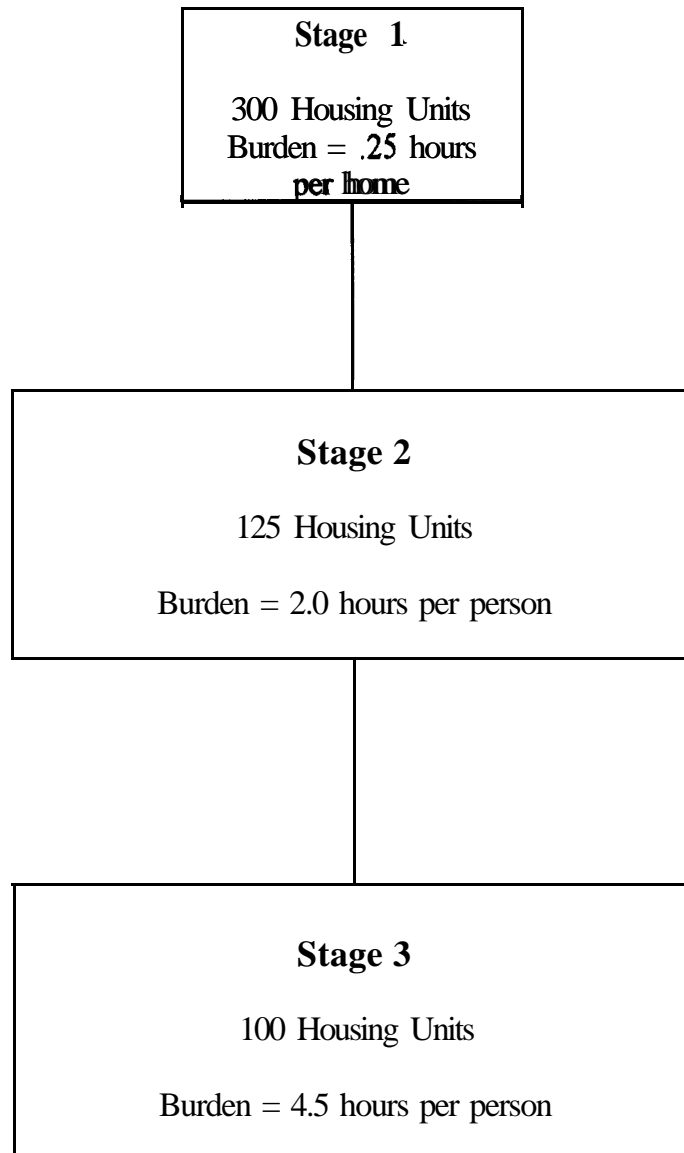 Stage 1
300 Housing Units
Burden = .25 hours
per home
Stage 2
125 Housing Units
Burden = 2.0 hours per person
Stage 3
100 Housing Units
Burden = 4.5 hours per person